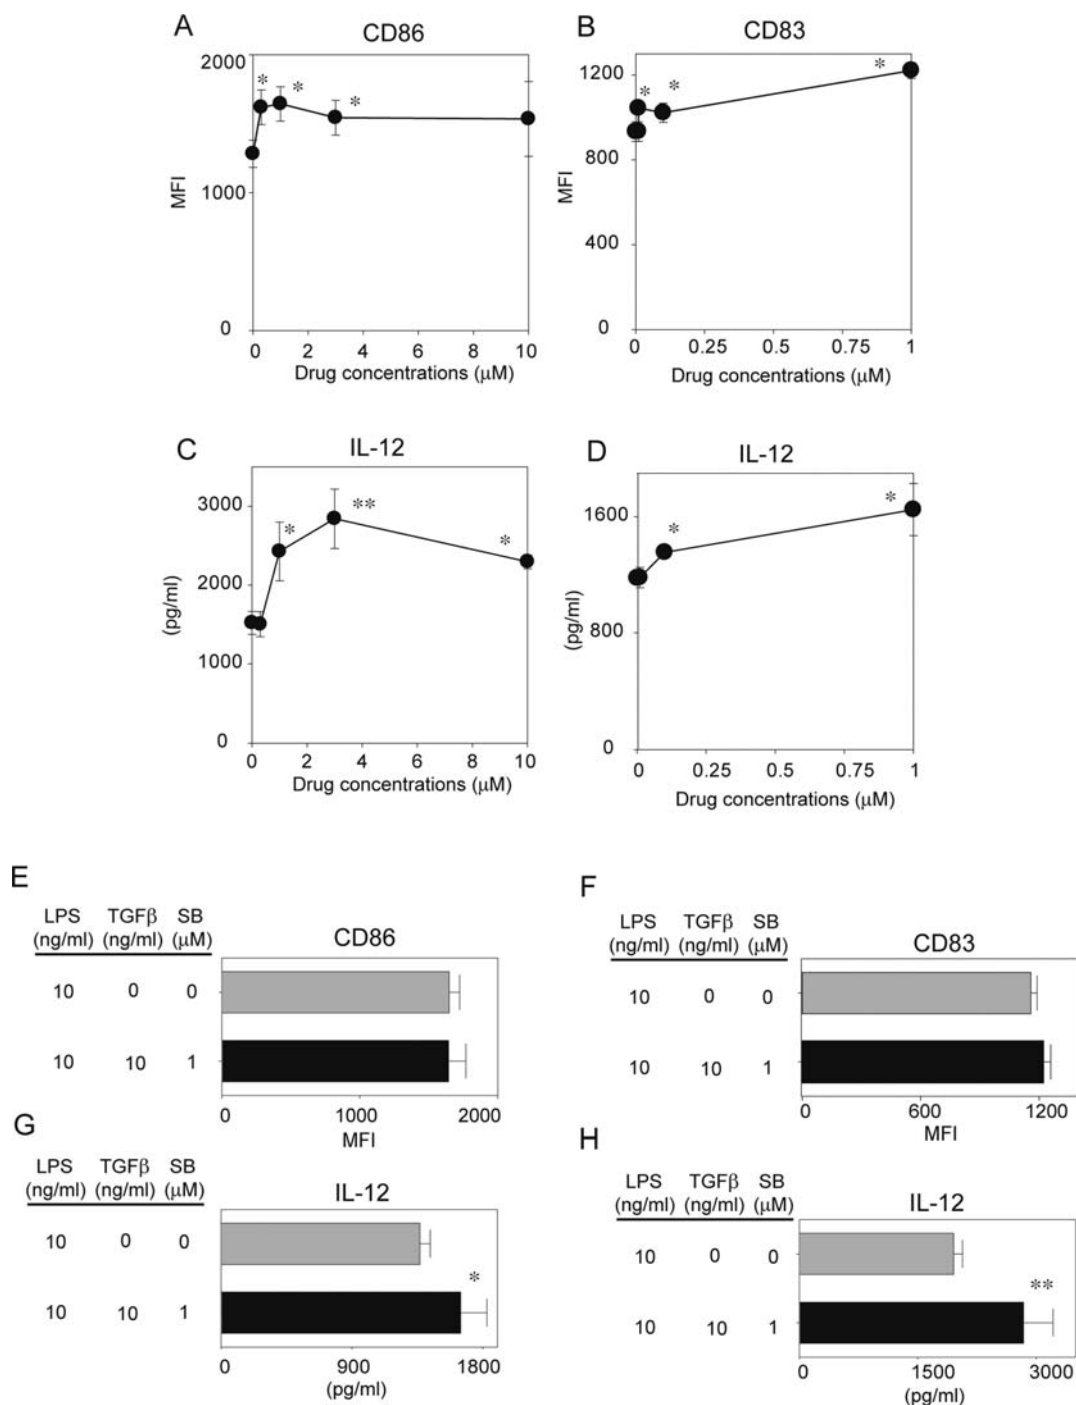 A
CD86
2000
1000
0
MFI
*
*
*
0 2 4 6 8 10
Drug concentrations (μM)
B
CD83
1200
800
400
0
MFI
*
*
*
0 0.25 0.5 0.75 1
Drug concentrations (μM)
C
IL-12
3000
2000
1000
0
(pg/ml)
*
**
*
0 2 4 6 8 10
Drug concentrations (μM)
D
IL-12
1600
800
0
(pg/ml)
*
*
0 0.25 0.5 0.75 1
Drug concentrations (μM)
E
LPS TGFβ SB
(ng/ml) (ng/ml) (μM)
CD86
10 0 0
10 10 1
0 1000 2000
MFI
F
LPS TGFβ SB
(ng/ml) (ng/ml) (μM)
CD83
10 0 0
10 10 1
0 600 1200
MFI
G
LPS TGFβ SB
(ng/ml) (ng/ml) (μM)
IL-12
10 0 0
*
10 10 1
0 900 1800
(pg/ml)
H
LPS TGFβ SB
(ng/ml) (ng/ml) (μM)
IL-12
10 0 0
**
10 10 1
0 1500 3000
(pg/ml)